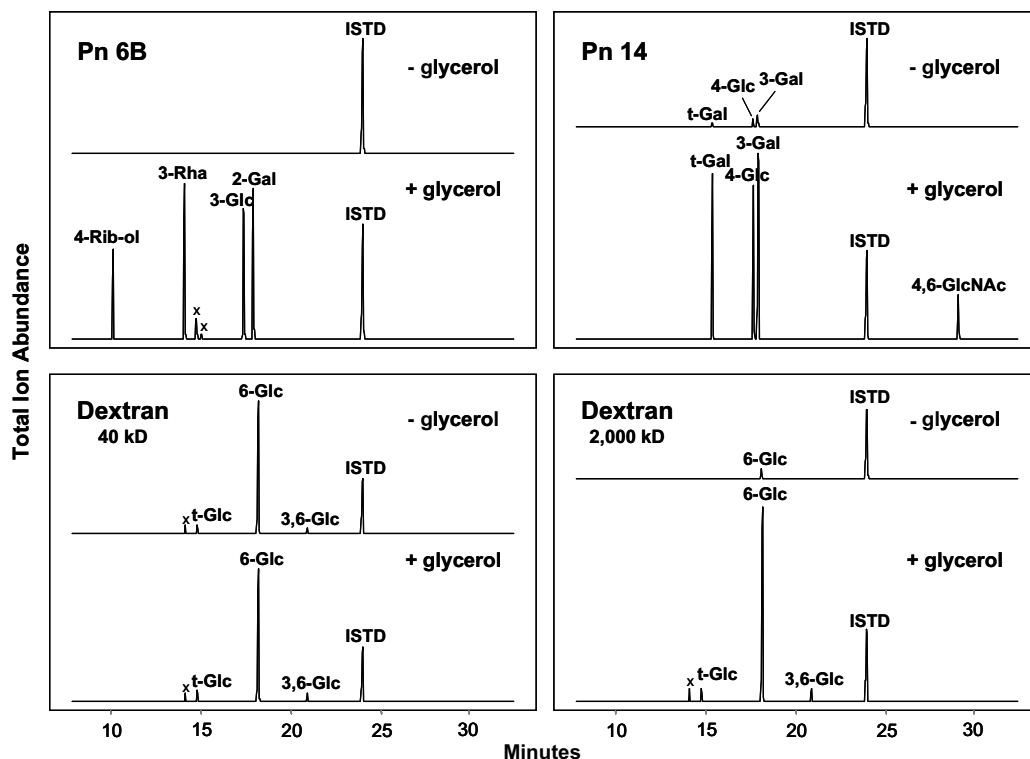 Total Ion Abundance
Pn 6B
ISTD
- glycerol
3-Rha
2-Gal
3-Glc
+ glycerol
ISTD
4-Rib-ol
x
x
Pn 14
ISTD
- glycerol
4-Glc
3-Gal
t-Gal
3-Gal
t-Gal
4-Glc
+ glycerol
ISTD
4,6-GlcNAc
Dextran
40 kD
6-Glc
- glycerol
ISTD
x
t-Glc
3,6-Glc
6-Glc
+ glycerol
ISTD
x
t-Glc
3,6-Glc
10
15
20
25
30
Dextran
2,000 kD
ISTD
- glycerol
6-Glc
6-Glc
+ glycerol
ISTD
x
t-Glc
3,6-Glc
10
15
20
25
30
Minutes